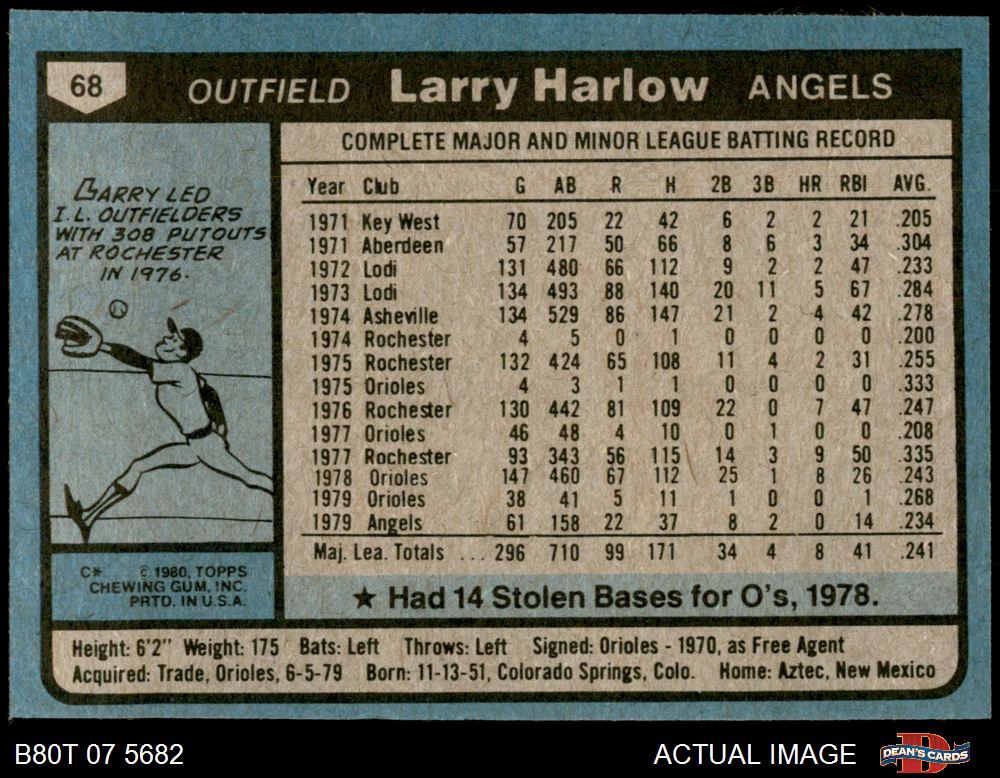 68
OUTFIELD Larry Harlow ANGELS
LARRY LED
I.L. OUTFIELDERS
WITH 308 PUTOUTS
AT ROCHESTER
IN 1976.
C* © 1980, TOPPS
CHEWING GUM, INC.
PRTD. IN U.S.A.
COMPLETE MAJOR AND MINOR LEAGUE BATTING RECORD
Year Club G AB R H 2B 3B HR RBI AVG.
1971 Key West 70 205 22 42 6 2 2 21 .205
1971 Aberdeen 57 217 50 66 8 6 3 34 .304
1972 Lodi 131 480 66 112 9 2 2 47 .233
1973 Lodi 134 493 88 140 20 11 5 67 .284
1974 Asheville 134 529 86 147 21 2 4 42 .278
1974 Rochester 4 5 0 1 0 0 0 0 .200
1975 Rochester 132 424 65 108 11 4 2 31 .255
1975 Orioles 4 3 1 1 0 0 0 0 .333
1976 Rochester 130 442 81 109 22 0 7 47 .247
1977 Orioles 46 48 4 10 0 1 0 0 .208
1977 Rochester 93 343 56 115 14 3 9 50 .335
1978 Orioles 147 460 67 112 25 1 8 26 .243
1979 Orioles 38 41 5 11 1 0 0 1 .268
1979 Angels 61 158 22 37 8 2 0 14 .234
Maj. Lea. Totals ... 296 710 99 171 34 4 8 41 .241
★ Had 14 Stolen Bases for O's, 1978.
Height: 6'2" Weight: 175 Bats: Left Throws: Left Signed: Orioles - 1970, as Free Agent
Acquired: Trade, Orioles, 6-5-79 Born: 11-13-51, Colorado Springs, Colo. Home: Aztec, New Mexico
B80T 07 5682 ACTUAL IMAGE DEAN'S CARDS